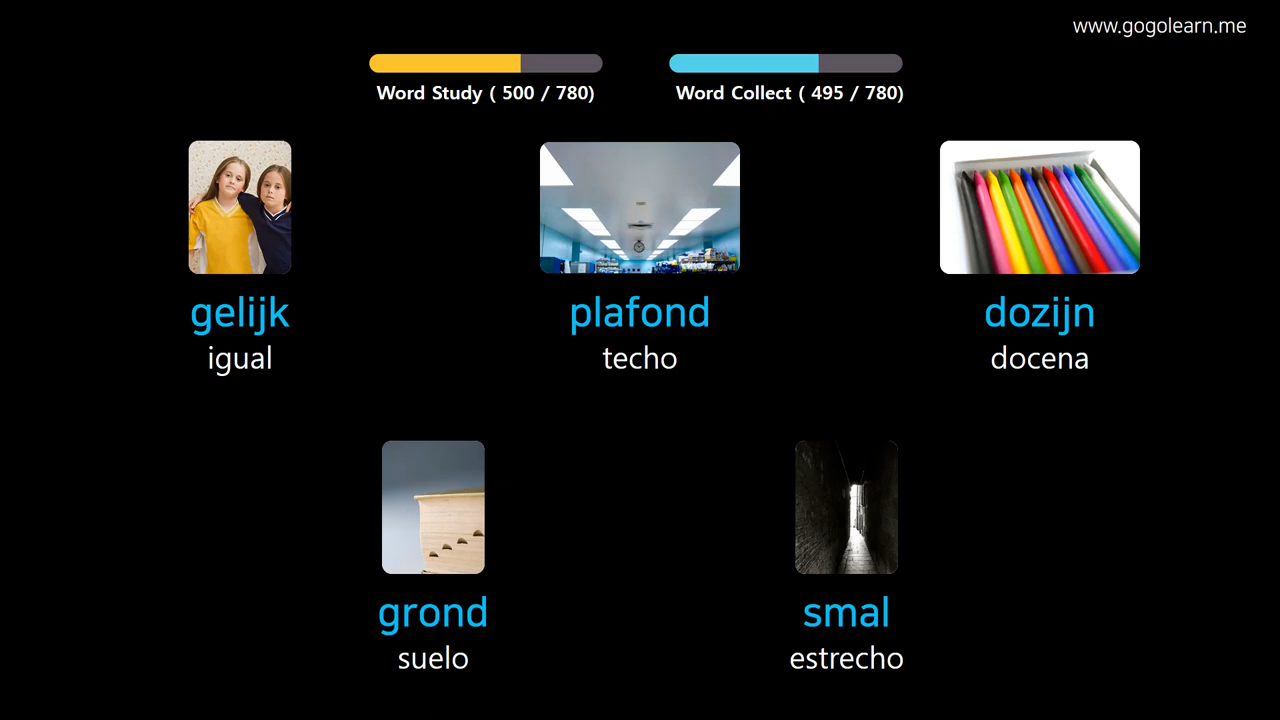 www.gogolearn.me
Word Study ( 500 / 780)
Word Collect ( 495 / 780)
gelijk
igual
plafond
techo
dozijn
docena
grond
suelo
smal
estrecho